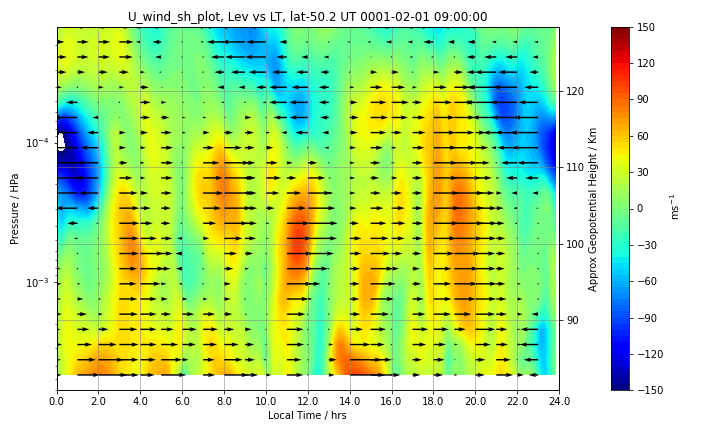 U_wind_sh_plot, Lev vs LT, lat-50.2 UT 0001-02-01 09:00:00
Pressure / HPa
10⁻⁴
10⁻³
0.0 2.0 4.0 6.0 8.0 10.0 12.0 14.0 16.0 18.0 20.0 22.0 24.0
Local Time / hrs
120
110
100
90
Approx Geopotential Height / Km
150
120
90
60
30
0
−30
−60
−90
−120
−150
ms⁻¹